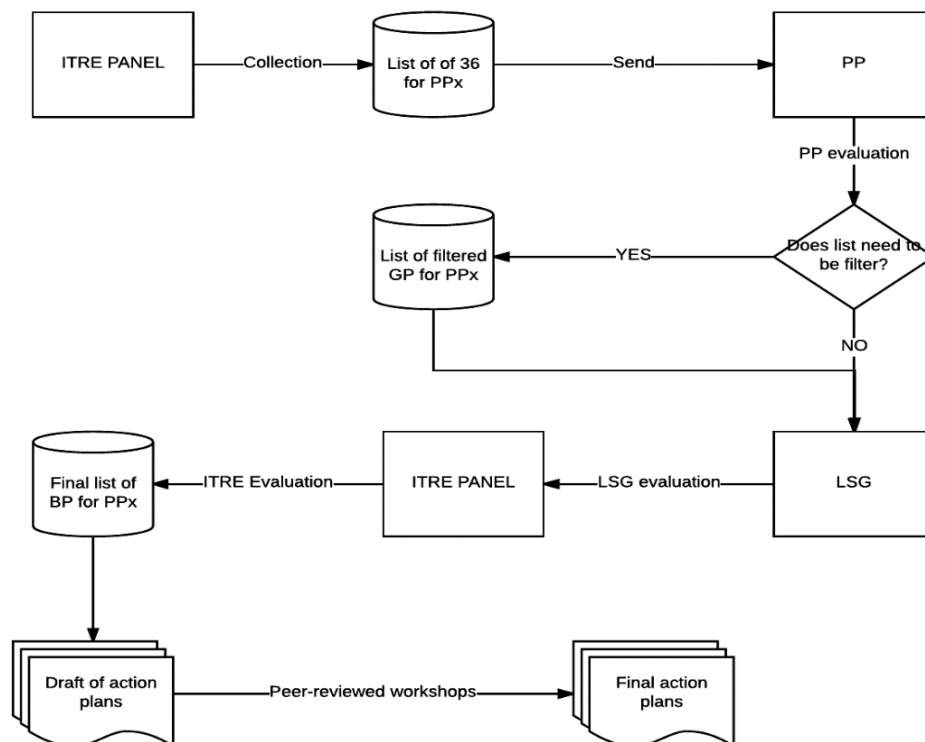 ITRE PANEL
Collection
List of of 36
for PPx
Send
PP
PP evaluation
Does list need to
be filter?
YES
List of filtered
GP for PPx
NO
LSG
LSG evaluation
ITRE PANEL
ITRE Evaluation
Final list of
BP for PPx
Draft of action
plans
Peer-reviewed workshops
Final action
plans